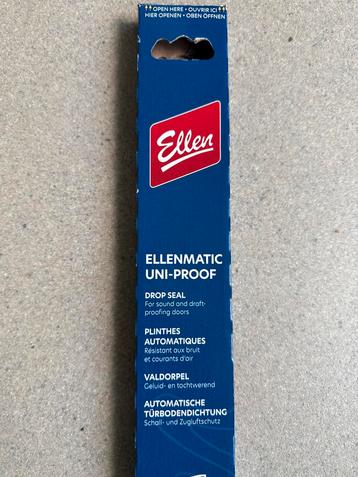 OPEN HERE • OUVRIR ICI
HIER OPENEN • OBEN ÖFFNEN
Ellen
ELLENMATIC
UNI-PROOF
DROP SEAL
For sound and draft-
proofing doors
PLINTHES
AUTOMATIQUES
Résistant aux bruit
et courants d'air
VALDORPEL
Geluid- en tochtwerend
AUTOMATISCHE
TÜRBODENDICHTUNG
Schall- und Zugluftschutz